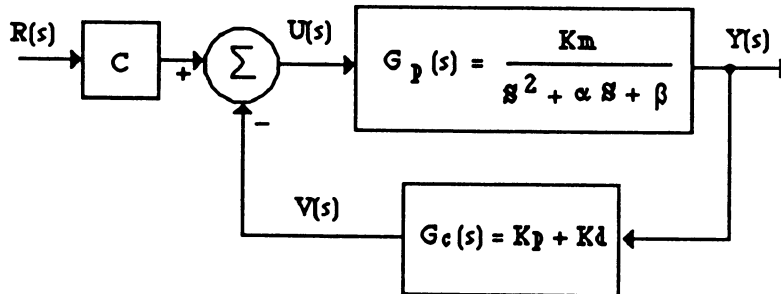 R(s)
C
+
Σ
−
U(s)
G p (s) = Km / s² + α s + β
Y(s)
V(s)
Gc(s) = Kp + Kd